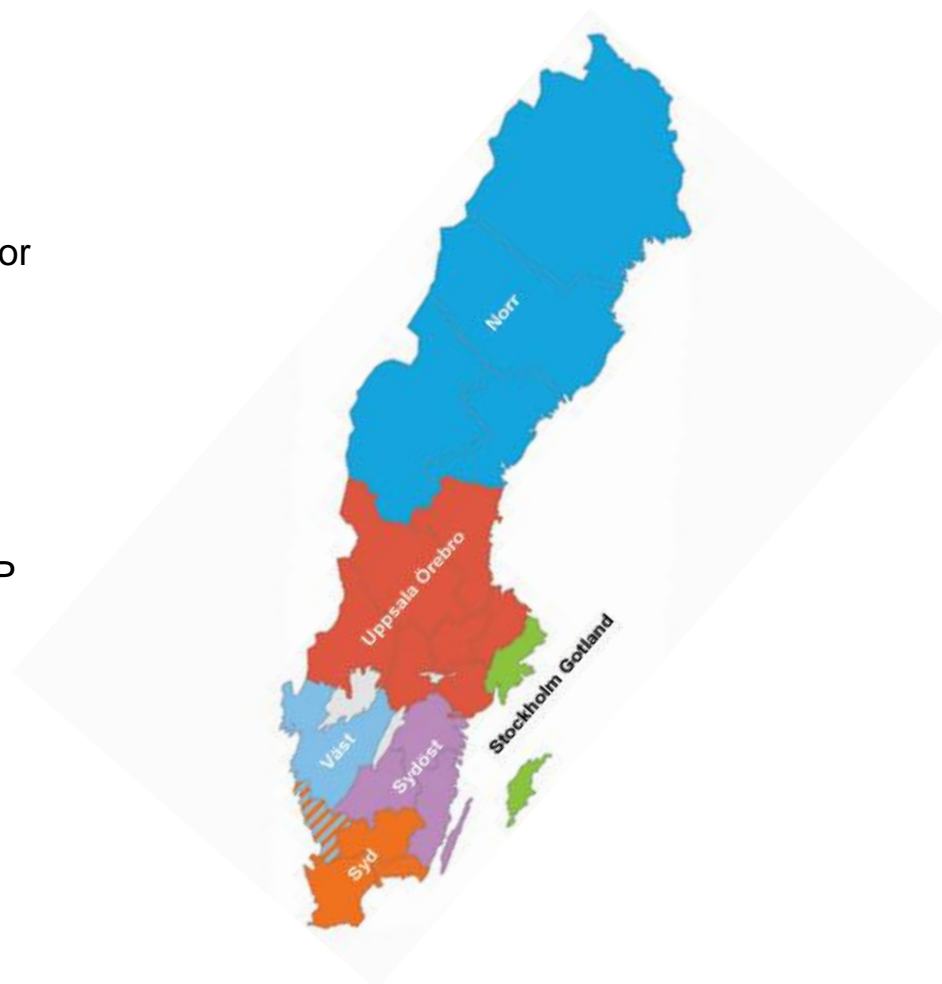 or
Norr
P
Uppsala Örebro
Stockholm Gotland
Väst
Sydöst
Syd